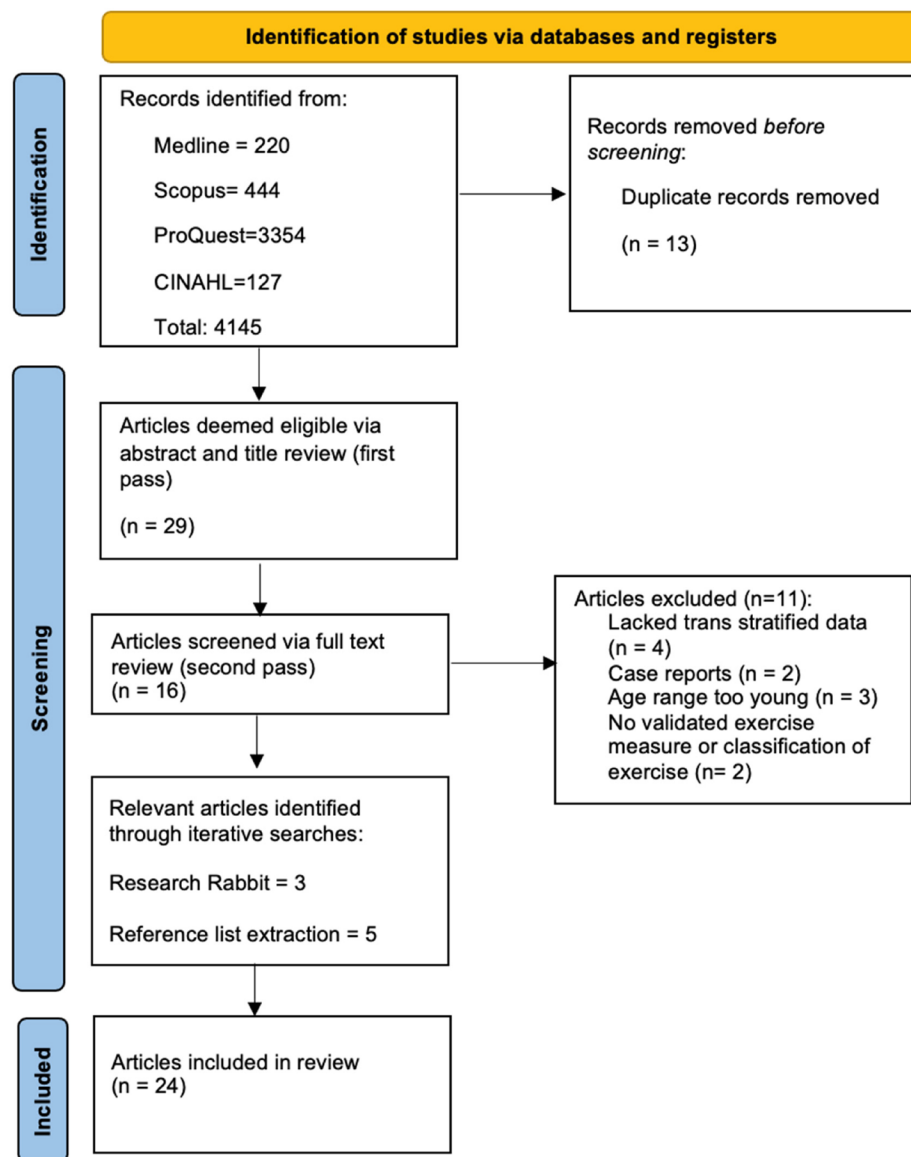 Identification of studies via databases and registers
Identification
Records identified from:
Medline = 220
Scopus= 444
ProQuest=3354
CINAHL=127
Total: 4145
Records removed before
screening:
Duplicate records removed
(n = 13)
Screening
Articles deemed eligible via
abstract and title review (first
pass)
(n = 29)
Articles screened via full text
review (second pass)
(n = 16)
Articles excluded (n=11):
Lacked trans stratified data
(n = 4)
Case reports (n = 2)
Age range too young (n = 3)
No validated exercise
measure or classification of
exercise (n= 2)
Relevant articles identified
through iterative searches:
Research Rabbit = 3
Reference list extraction = 5
Included
Articles included in review
(n = 24)